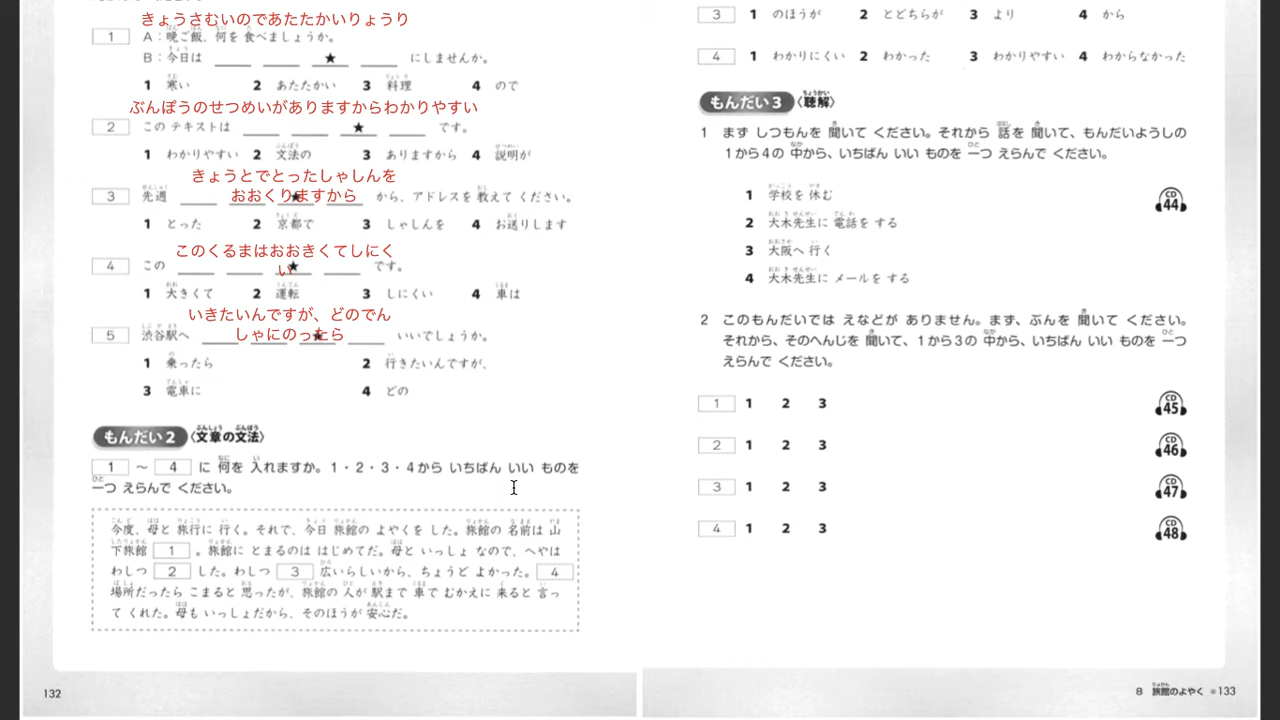 きょうさむいのであたたかいりょうり
1 A：晩ご飯、何を 食べましょうか。
B：今日は ____ ____ __★__ ____ にしませんか。
1 寒い 2 あたたかい 3 料理 4 ので
ぶんぽうのせつめいがありますからわかりやすい
2 この テキストは ____ ____ __★__ ____ です。
1 わかりやすい 2 文法の 3 ありますから 4 説明が
きょうとでとったしゃしんを
おおくりますから
3 先週 ____ ____ __★__ ____ から、アドレスを 教えて ください。
1 とった 2 京都で 3 しゃしんを 4 お送りします
このくるまはおおきくてしにく
い
4 この ____ ____ __★__ ____ です。
1 大きくて 2 運転 3 しにくい 4 車は
いきたいんですが、どのでん
しゃにのったら
5 渋谷駅へ ____ ____ __★__ ____ いいでしょうか。
1 乗ったら 2 行きたいんですが、
3 電車に 4 どの
もんだい2〈文章の文法〉
1 ～ 4 に 何を 入れますか。1・2・3・4から いちばん いい ものを
一つ えらんで ください。
今度、母と 旅行に 行く。それで、今日 旅館の よやくを した。旅館の 名前は 山
下旅館 1 。旅館に とまるのは はじめてだ。母と いっしょ なので、へやは
わしつ 2 した。わしつ 3 広いらしいから、ちょうど よかった。 4
場所だったら こまると 思ったが、旅館の 人が 駅まで 車で むかえに 来ると 言っ
て くれた。母も いっしょだから、そのほうが 安心だ。
132
3 1 のほうが 2 とどちらが 3 より 4 から
4 1 わかりにくい 2 わかった 3 わかりやすい 4 わからなかった
もんだい3〈聴解〉
1 まず しつもんを 聞いて ください。それから 話を 聞いて、もんだいようしの
1から4の 中から、いちばん いい ものを 一つ えらんで ください。
1 学校を 休む
CD 44
2 大木先生に 電話を する
3 大阪へ 行く
4 大木先生に メールを する
2 このもんだいでは えなどが ありません。まず、ぶんを 聞いて ください。
それから、そのへんじを 聞いて、1から3の 中から、いちばん いい ものを 一つ
えらんで ください。
1 1 2 3 CD 45
2 1 2 3 CD 46
3 1 2 3 CD 47
4 1 2 3 CD 48
8 旅館のよやく ●133